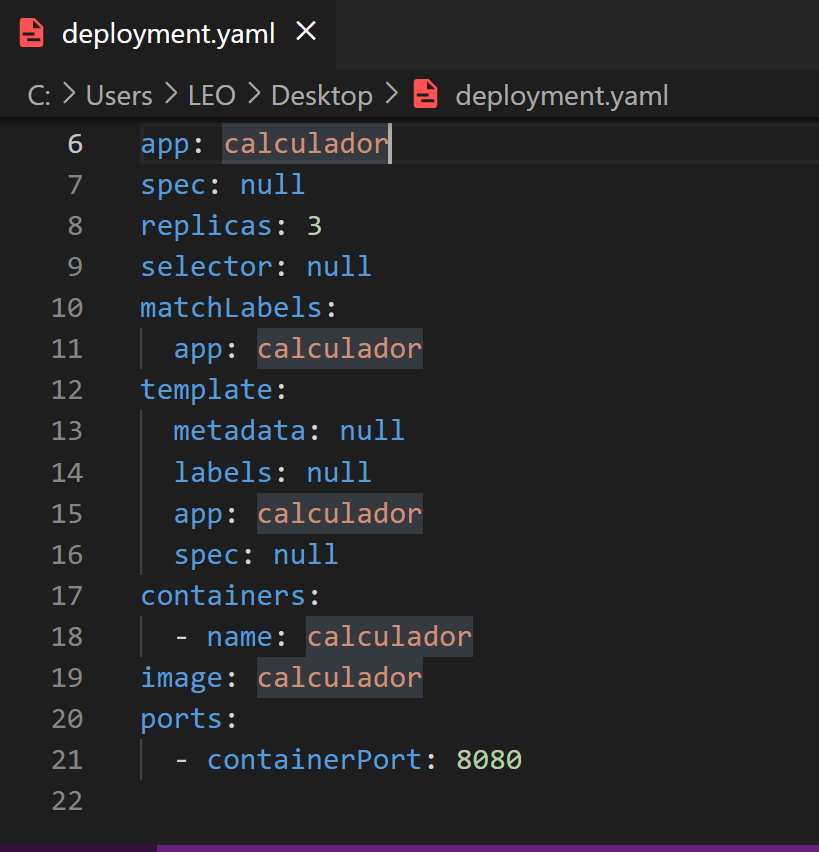 deployment.yaml ×
C: > Users > LEO > Desktop > deployment.yaml
6 app: calculador
7 spec: null
8 replicas: 3
9 selector: null
10 matchLabels:
11   app: calculador
12 template:
13   metadata: null
14   labels: null
15   app: calculador
16   spec: null
17 containers:
18   - name: calculador
19 image: calculador
20 ports:
21   - containerPort: 8080
22